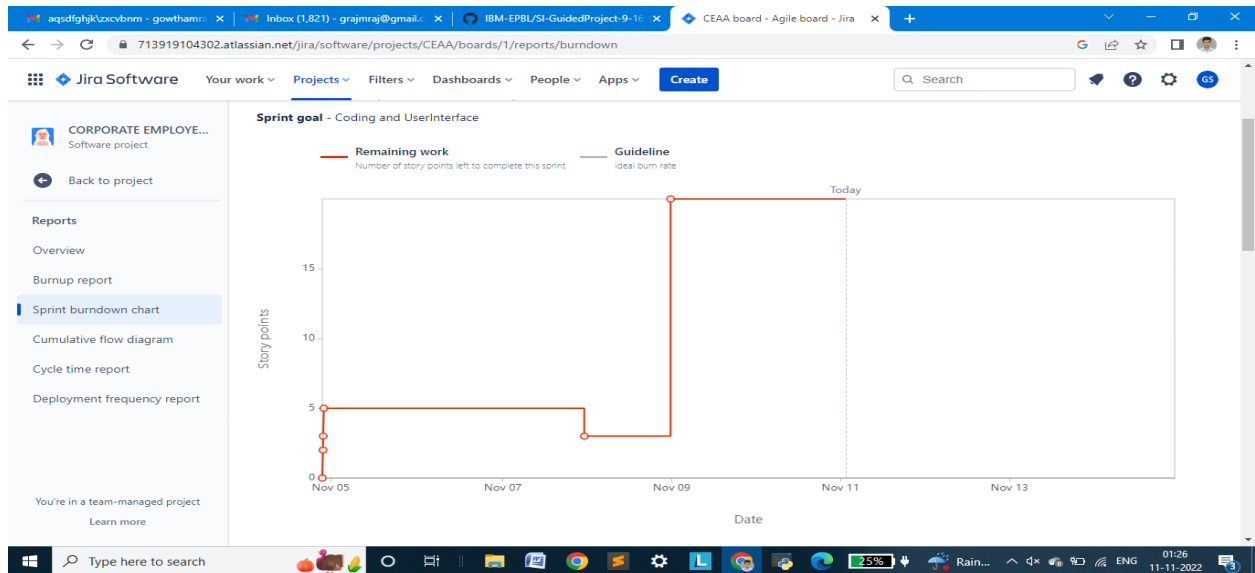 aqsdfghjk\zxcvbnm - gowthamra
Inbox (1,821) - grajmraj@gmail.c
IBM-EPBL/SI-GuidedProject-9-16
CEAA board - Agile board - Jira
713919104302.atlassian.net/jira/software/projects/CEAA/boards/1/reports/burndown
Jira Software Your work Projects Filters Dashboards People Apps Create Search GS
CORPORATE EMPLOYE...
Software project
Back to project
Reports
Overview
Burnup report
Sprint burndown chart
Cumulative flow diagram
Cycle time report
Deployment frequency report
You're in a team-managed project
Learn more
Sprint goal - Coding and UserInterface
Remaining work
Number of story points left to complete this sprint
Guideline
Ideal burn rate
Today
15
10
5
0
Story points
Nov 05 Nov 07 Nov 09 Nov 11 Nov 13
Date
Type here to search
25%
Rain...
ENG
01:26
11-11-2022
3